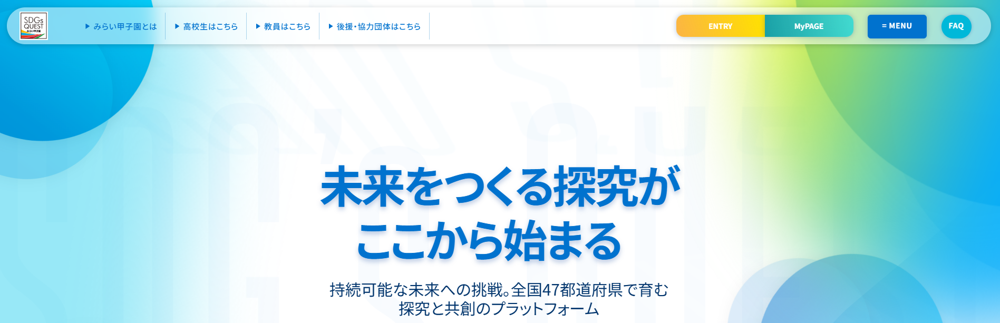 SDGs
QUEST
みらい甲子園
▶ みらい甲子園とは
▶ 高校生はこちら
▶ 教員はこちら
▶ 後援・協力団体はこちら
ENTRY
MyPAGE
= MENU
FAQ
未来をつくる探究が
ここから始まる
持続可能な未来への挑戦。全国47都道府県で育む
探究と共創のプラットフォーム